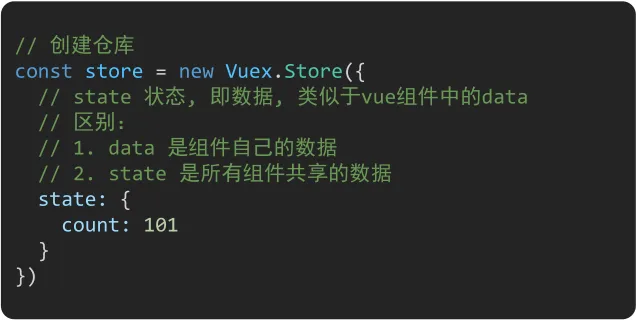 // 创建仓库
const store = new Vuex.Store({
  // state 状态, 即数据, 类似于vue组件中的data
  // 区别:
  // 1. data 是组件自己的数据
  // 2. state 是所有组件共享的数据
  state: {
    count: 101
  }
})